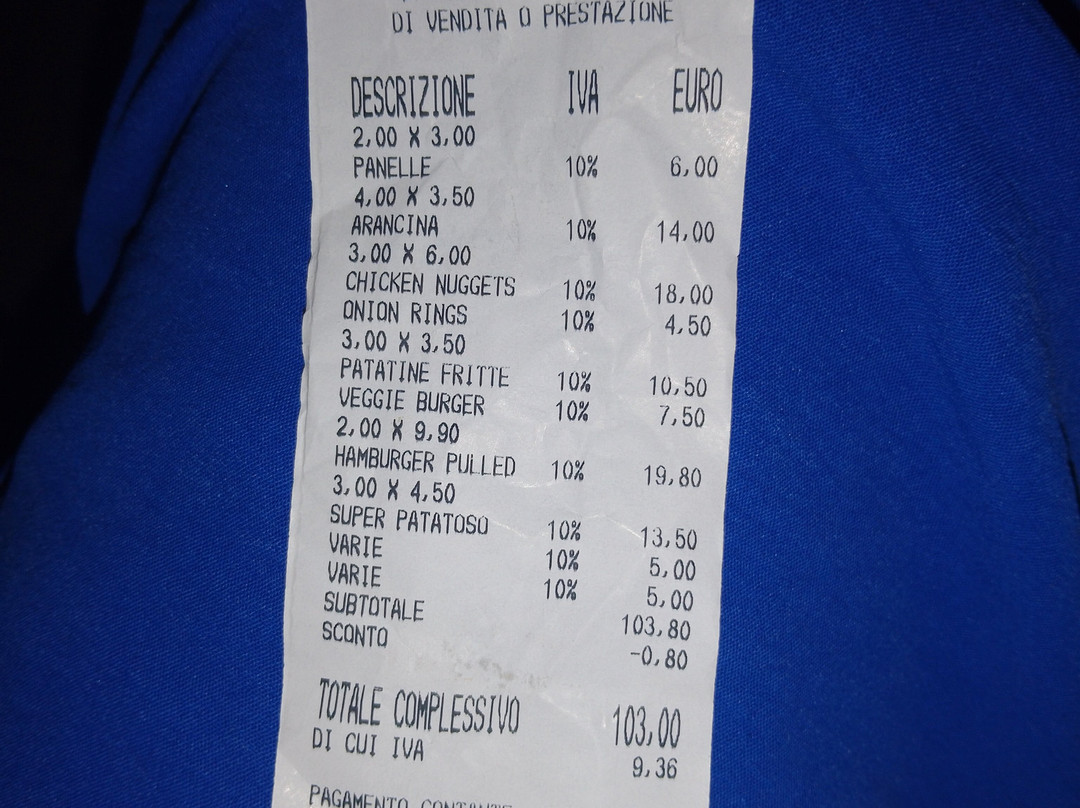 DI VENDITA O PRESTAZIONE
DESCRIZIONE IVA EURO
2,00 X 3,00
PANELLE 10% 6,00
4,00 X 3,50
ARANCINA 10% 14,00
3,00 X 6,00
CHICKEN NUGGETS 10% 18,00
ONION RINGS 10% 4,50
3,00 X 3,50
PATATINE FRITTE 10% 10,50
VEGGIE BURGER 10% 7,50
2,00 X 9,90
HAMBURGER PULLED 10% 19,80
3,00 X 4,50
SUPER PATATOSO 10% 13,50
VARIE 10% 5,00
VARIE 10% 5,00
SUBTOTALE 103,80
SCONTO -0,80
TOTALE COMPLESSIVO 103,00
DI CUI IVA 9,36
PAGAMENTO CONTANTE